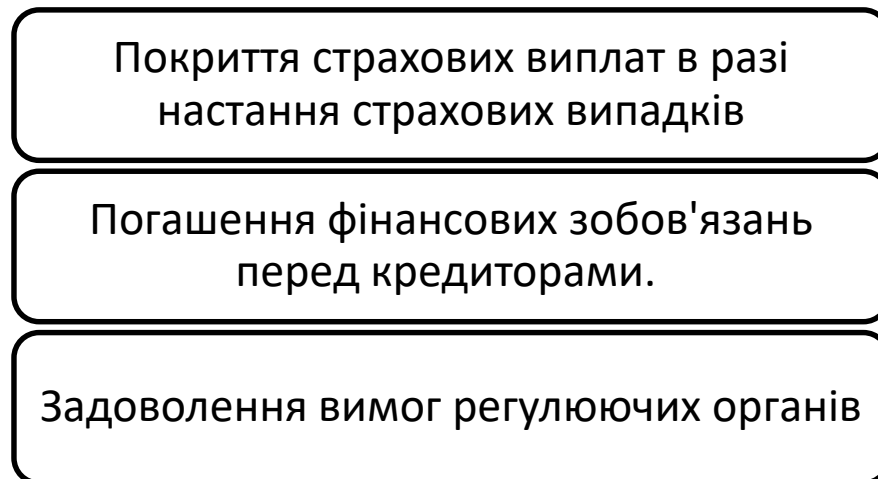 Покриття страхових виплат в разі
настання страхових випадків
Погашення фінансових зобов'язань
перед кредиторами.
Задоволення вимог регулюючих органів